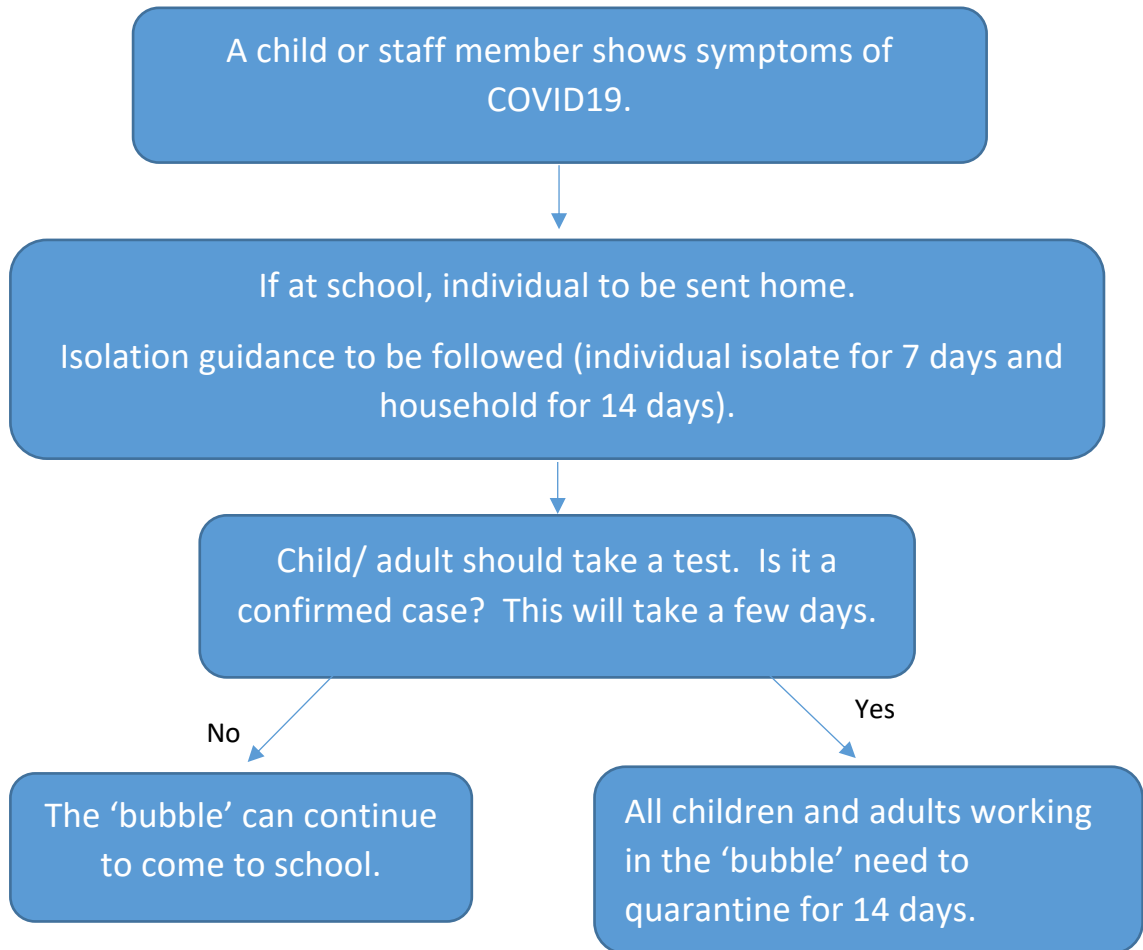 A child or staff member shows symptoms of
COVID19.
If at school, individual to be sent home.
Isolation guidance to be followed (individual isolate for 7 days and
household for 14 days).
Child/ adult should take a test.  Is it a
confirmed case?  This will take a few days.
No
Yes
The ‘bubble’ can continue
to come to school.
All children and adults working
in the ‘bubble’ need to
quarantine for 14 days.